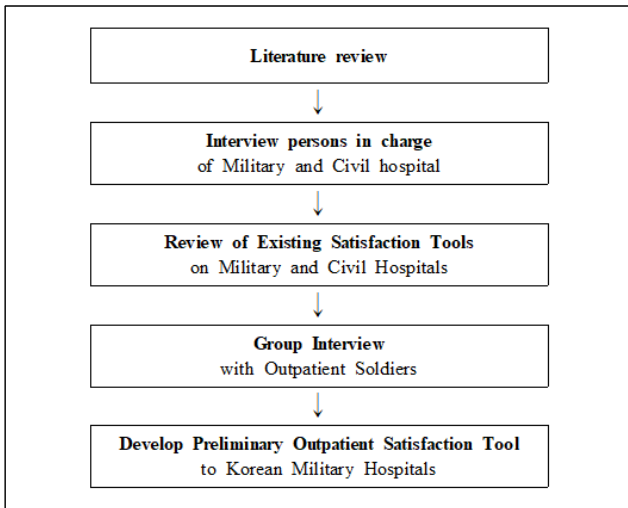 Literature review
↓
Interview persons in charge
of Military and Civil hospital
↓
Review of Existing Satisfaction Tools
on Military and Civil Hospitals
↓
Group Interview
with Outpatient Soldiers
↓
Develop Preliminary Outpatient Satisfaction Tool
to Korean Military Hospitals